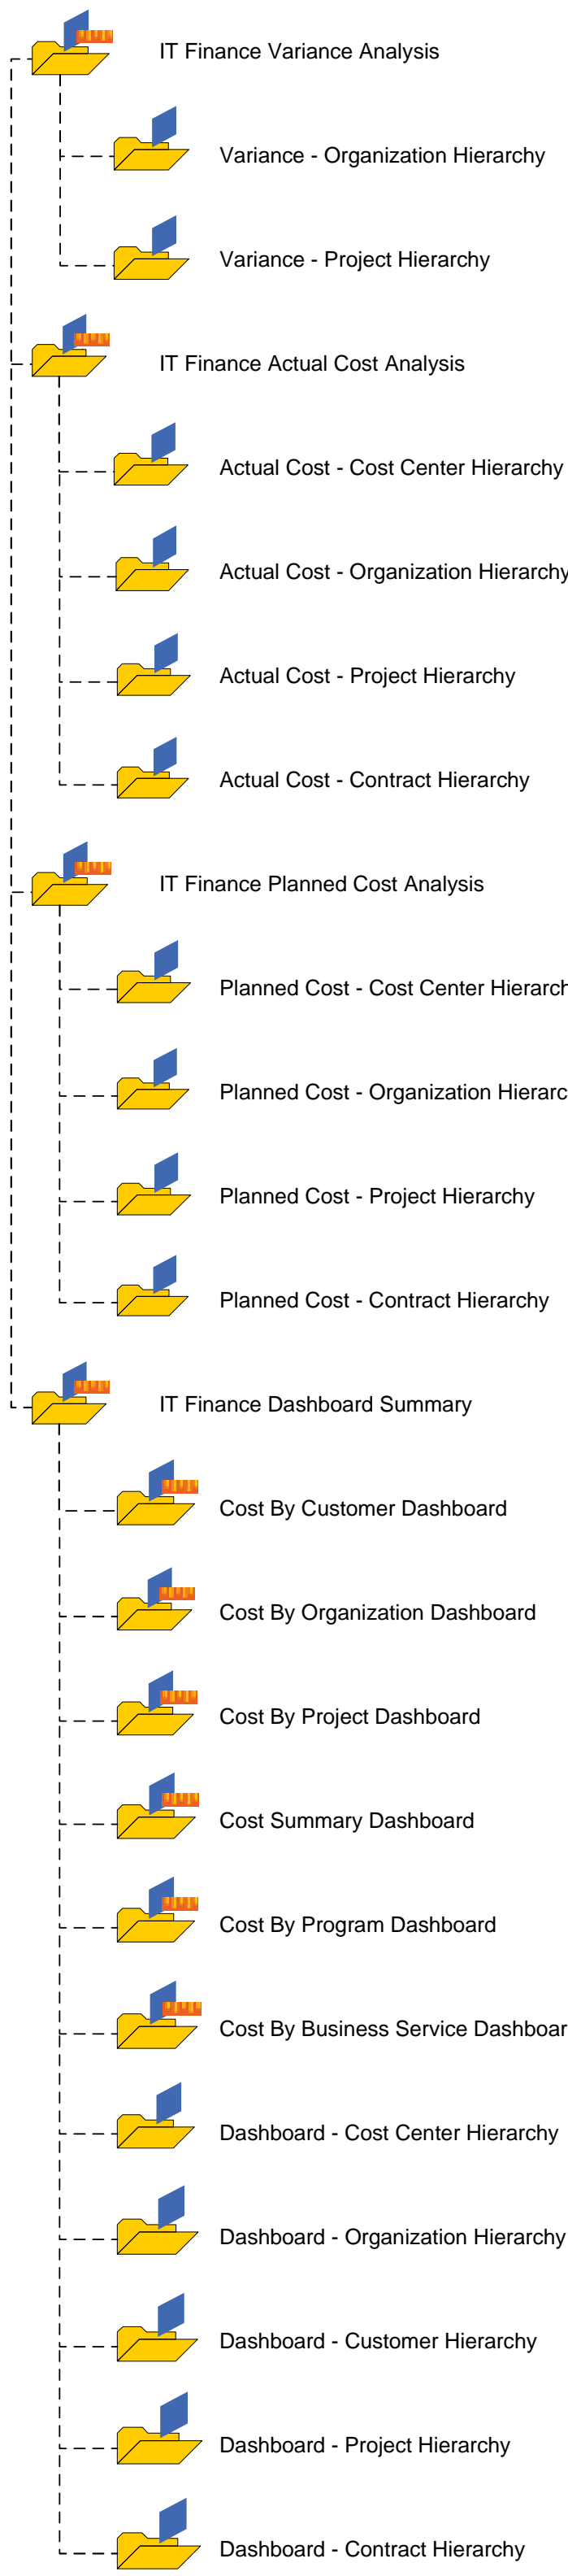 IT Finance Variance Analysis
Variance - Organization Hierarchy
Variance - Project Hierarchy
IT Finance Actual Cost Analysis
Actual Cost - Cost Center Hierarchy
Actual Cost - Organization Hierarchy
Actual Cost - Project Hierarchy
Actual Cost - Contract Hierarchy
IT Finance Planned Cost Analysis
Planned Cost - Cost Center Hierarch
Planned Cost - Organization Hierarc
Planned Cost - Project Hierarchy
Planned Cost - Contract Hierarchy
IT Finance Dashboard Summary
Cost By Customer Dashboard
Cost By Organization Dashboard
Cost By Project Dashboard
Cost Summary Dashboard
Cost By Program Dashboard
Cost By Business Service Dashboar
Dashboard - Cost Center Hierarchy
Dashboard - Organization Hierarchy
Dashboard - Customer Hierarchy
Dashboard - Project Hierarchy
Dashboard - Contract Hierarchy